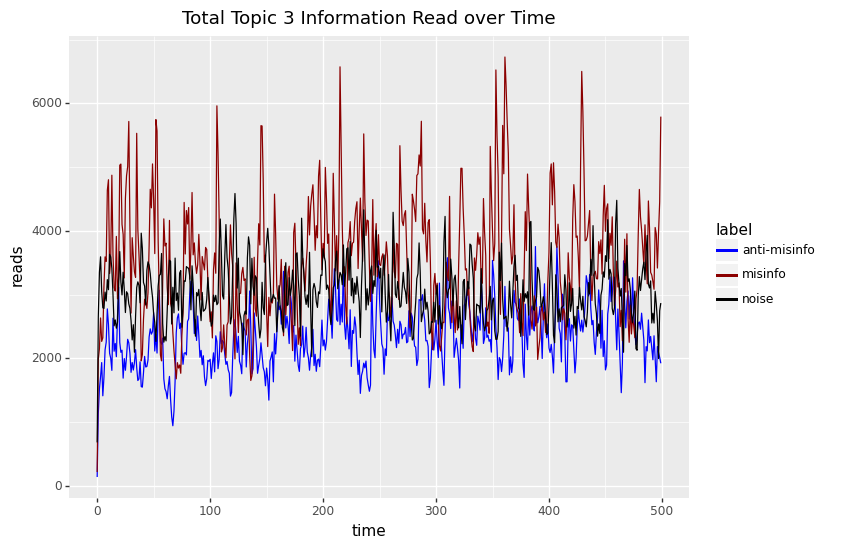 Total Topic 3 Information Read over Time
6000
4000
2000
0
reads
0 100 200 300 400 500
time
label
anti-misinfo
misinfo
noise